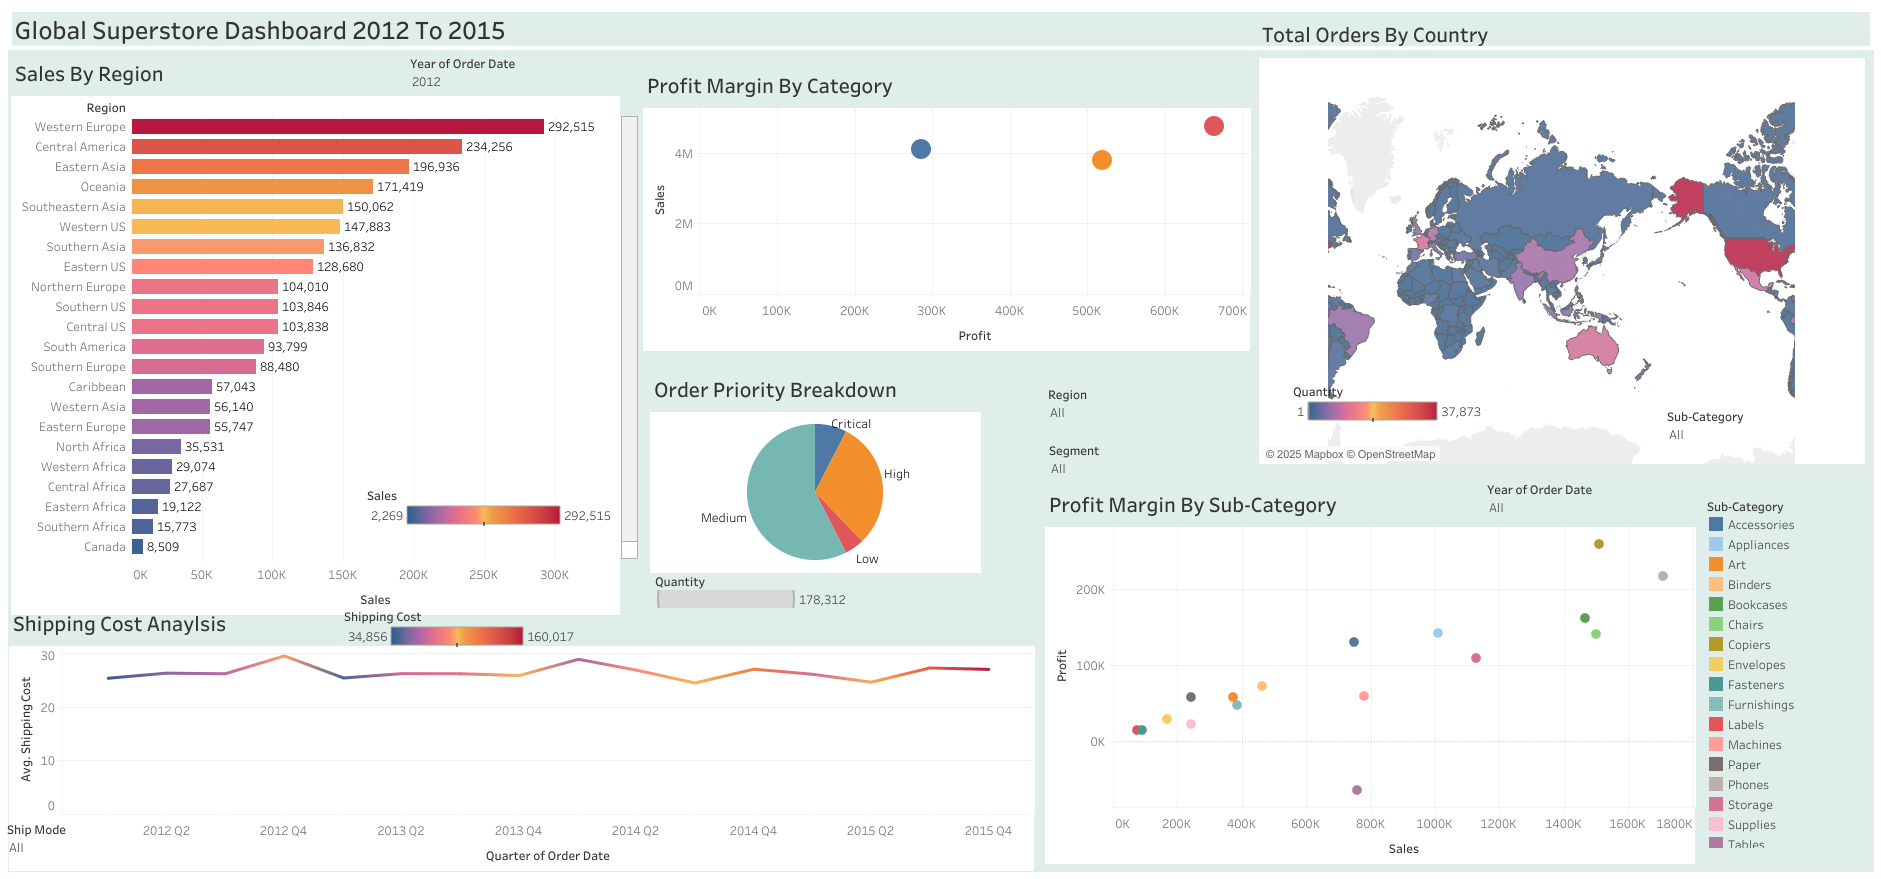 Global Superstore Dashboard 2012 To 2015
Sales By Region
Year of Order Date
2012
Region
Western Europe 292,515
Central America 234,256
Eastern Asia 196,936
Oceania 171,419
Southeastern Asia 150,062
Western US 147,883
Southern Asia 136,832
Eastern US 128,680
Northern Europe 104,010
Southern US 103,846
Central US 103,838
South America 93,799
Southern Europe 88,480
Caribbean 57,043
Western Asia 56,140
Eastern Europe 55,747
North Africa 35,531
Western Africa 29,074
Central Africa 27,687
Eastern Africa 19,122
Southern Africa 15,773
Canada 8,509
Sales
2,269 292,515
0K 50K 100K 150K 200K 250K 300K
Sales
Profit Margin By Category
Sales
4M
2M
0M
0K 100K 200K 300K 400K 500K 600K 700K
Profit
Order Priority Breakdown
Critical
High
Medium
Low
Quantity
178,312
Region
All
Segment
All
Total Orders By Country
Quantity
1 37,873
Sub-Category
All
© 2025 Mapbox © OpenStreetMap
Shipping Cost Anaylsis
Shipping Cost
34,856 160,017
Avg. Shipping Cost
30
20
10
0
2012 Q2 2012 Q4 2013 Q2 2013 Q4 2014 Q2 2014 Q4 2015 Q2 2015 Q4
Quarter of Order Date
Ship Mode
All
Profit Margin By Sub-Category
Year of Order Date
All
Profit
200K
100K
0K
0K 200K 400K 600K 800K 1000K 1200K 1400K 1600K 1800K
Sales
Sub-Category
Accessories
Appliances
Art
Binders
Bookcases
Chairs
Copiers
Envelopes
Fasteners
Furnishings
Labels
Machines
Paper
Phones
Storage
Supplies
Tables